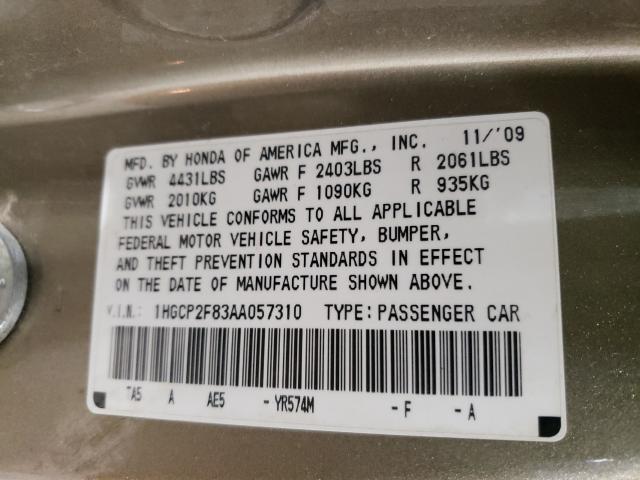 MFD. BY HONDA OF AMERICA MFG., INC. 11/'09
GVWR 4431LBS GAWR F 2403LBS R 2061LBS
GVWR 2010KG GAWR F 1090KG R 935KG
THIS VEHICLE CONFORMS TO ALL APPLICABLE
FEDERAL MOTOR VEHICLE SAFETY, BUMPER,
AND THEFT PREVENTION STANDARDS IN EFFECT
ON THE DATE OF MANUFACTURE SHOWN ABOVE.
V.I.N.: 1HGCP2F83AA057310 TYPE: PASSENGER CAR
TA5 A AE5 - YR574M - F - A